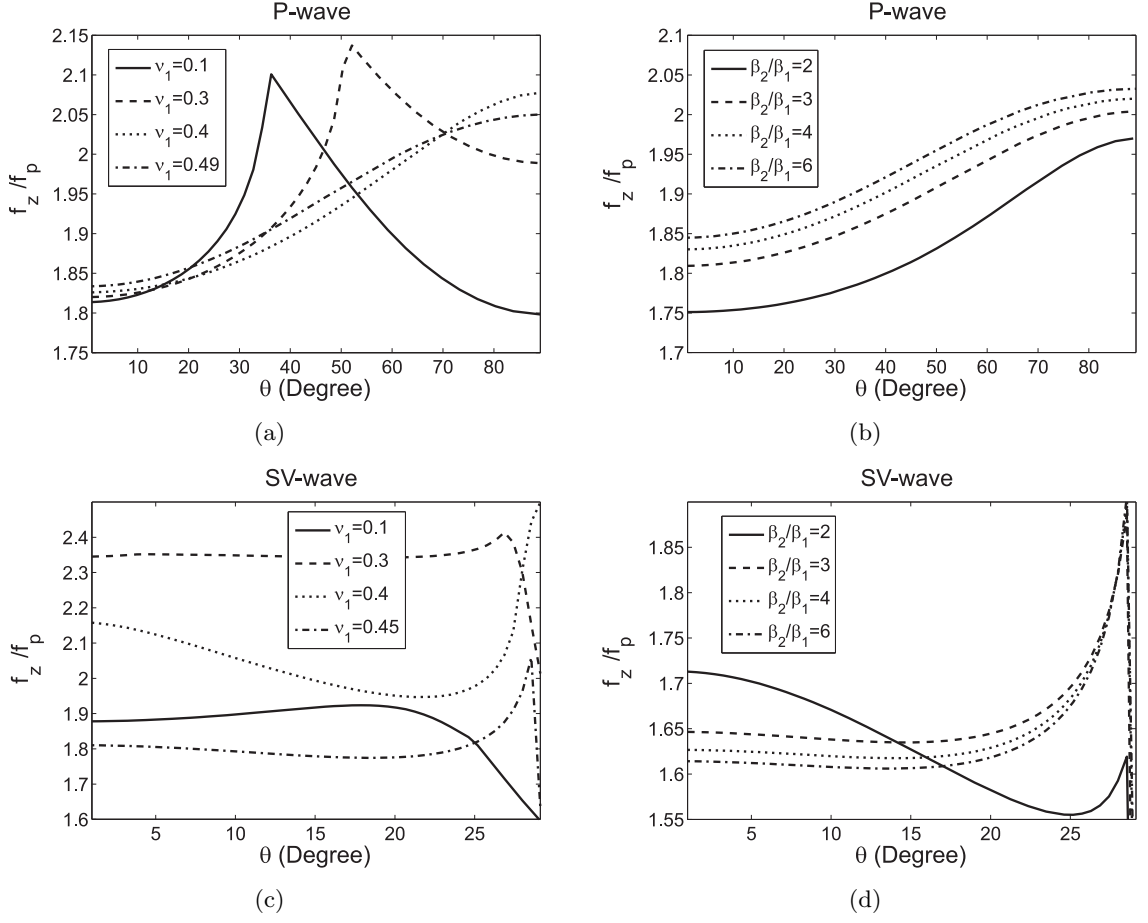 P-wave
2.15
2.1
2.05
2
1.95
1.9
1.85
1.8
1.75
f_z/f_p
ν_1=0.1
ν_1=0.3
ν_1=0.4
ν_1=0.49
10 20 30 40 50 60 70 80
θ (Degree)
(a)
P-wave
2.1
2.05
2
1.95
1.9
1.85
1.8
1.75
1.7
f_z/f_p
β_2/β_1=2
β_2/β_1=3
β_2/β_1=4
β_2/β_1=6
10 20 30 40 50 60 70 80
θ (Degree)
(b)
SV-wave
2.4
2.3
2.2
2.1
2
1.9
1.8
1.7
1.6
f_z/f_p
ν_1=0.1
ν_1=0.3
ν_1=0.4
ν_1=0.45
5 10 15 20 25
θ (Degree)
(c)
SV-wave
1.85
1.8
1.75
1.7
1.65
1.6
1.55
f_z/f_p
β_2/β_1=2
β_2/β_1=3
β_2/β_1=4
β_2/β_1=6
5 10 15 20 25
θ (Degree)
(d)